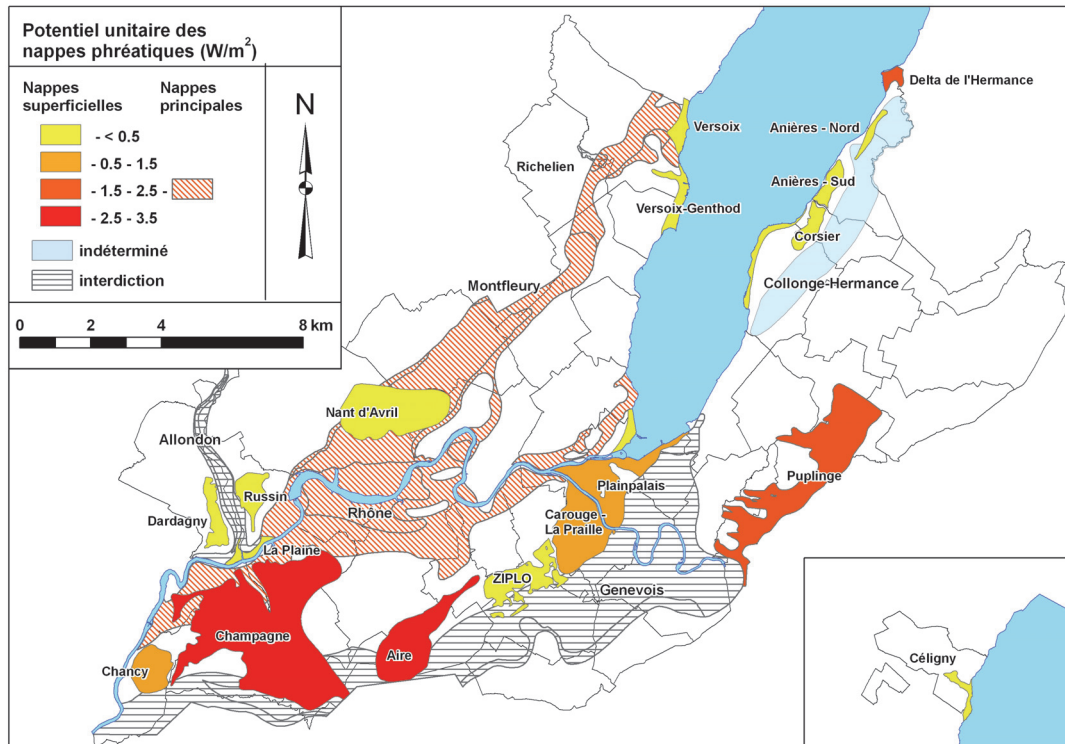 Potentiel unitaire des
nappes phréatiques (W/m²)
Nappes
superficielles
Nappes
principales
- < 0.5
- 0.5 - 1.5
- 1.5 - 2.5 -
- 2.5 - 3.5
indéterminé
interdiction
N
0 2 4 8 km
Delta de l'Hermance
Versoix
Anières - Nord
Richelien
Anières - Sud
Versoix-Genthod
Corsier
Collonge-Hermance
Montfleury
Nant d'Avril
Allondon
Puplinge
Plainpalais
Russin
Rhône
Carouge -
La Praille
Dardagny
La Plaine
ZIPLO
Genevois
Champagne
Aire
Chancy
Céligny